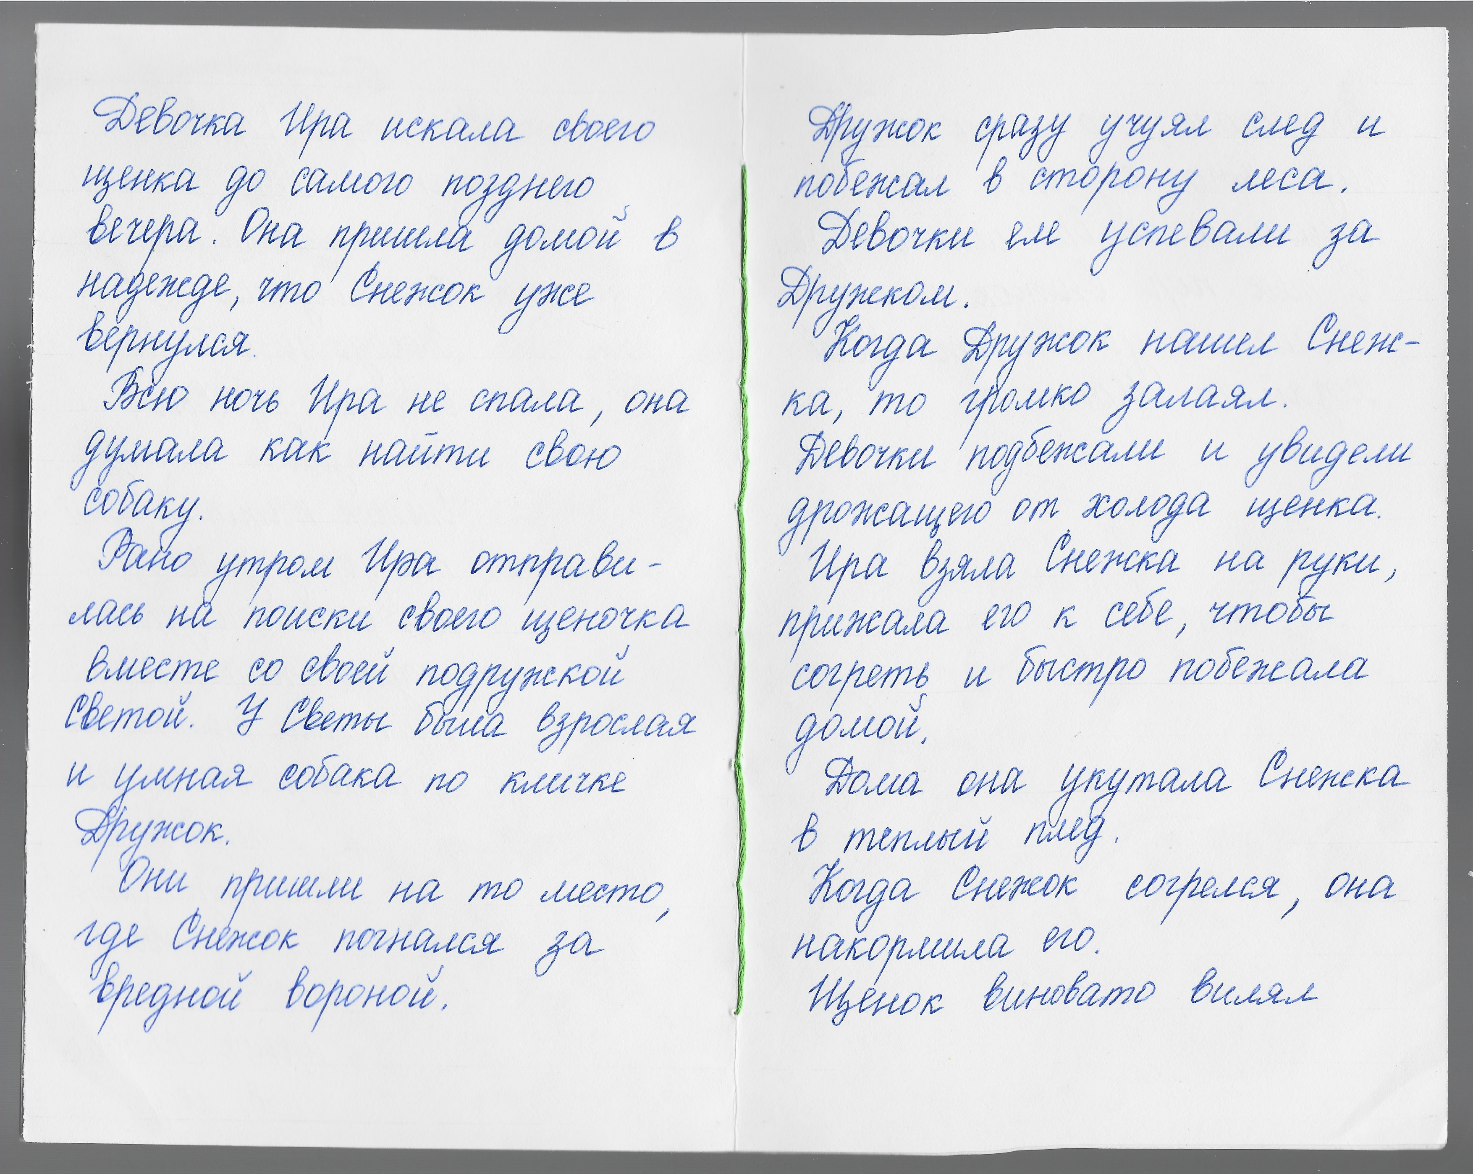 Девочка Ира искала своего
щенка до самого позднего
вечера. Она пришла домой в
надежде, что Снежок уже
вернулся.
Всю ночь Ира не спала, она
думала как найти свою
собаку.
Рано утром Ира отправи-
лась на поиски своего щеночка
вместе со своей подружкой
Светой. У Светы была взрослая
и умная собака по кличке
Дружок.
Они пришли на то место,
где Снежок погнался за
вредной вороной.
Дружок сразу учуял след и
побежал в сторону леса.
Девочки еле успевали за
Дружком.
Когда Дружок нашел Снеж-
ка, то громко залаял.
Девочки подбежали и увидели
дрожащего от холода щенка.
Ира взяла Снежка на руки,
прижала его к себе, чтобы
согреть и быстро побежала
домой.
Дома она укутала Снежка
в теплый плед.
Когда Снежок согрелся, она
накормила его.
Щенок виновато вилял